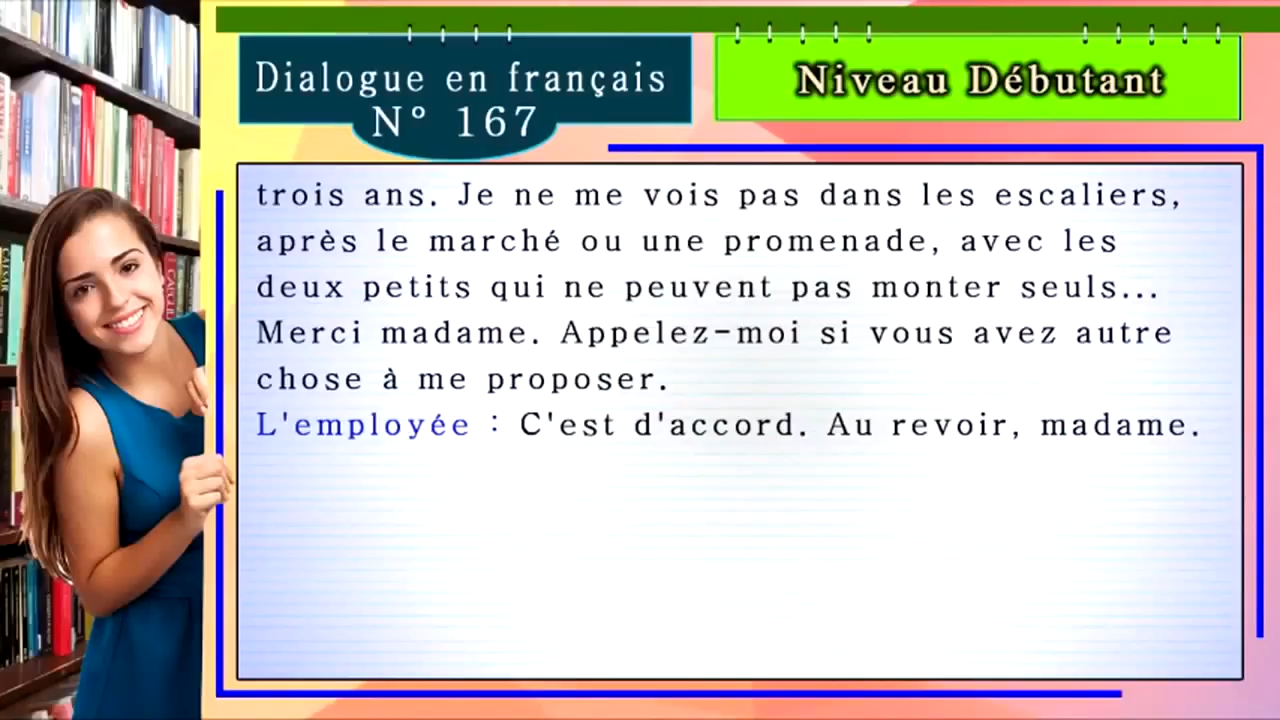 Dialogue en français
N° 167
Niveau Débutant
trois ans. Je ne me vois pas dans les escaliers,
après le marché ou une promenade, avec les
deux petits qui ne peuvent pas monter seuls...
Merci madame. Appelez-moi si vous avez autre
chose à me proposer.
L'employée : C'est d'accord. Au revoir, madame.